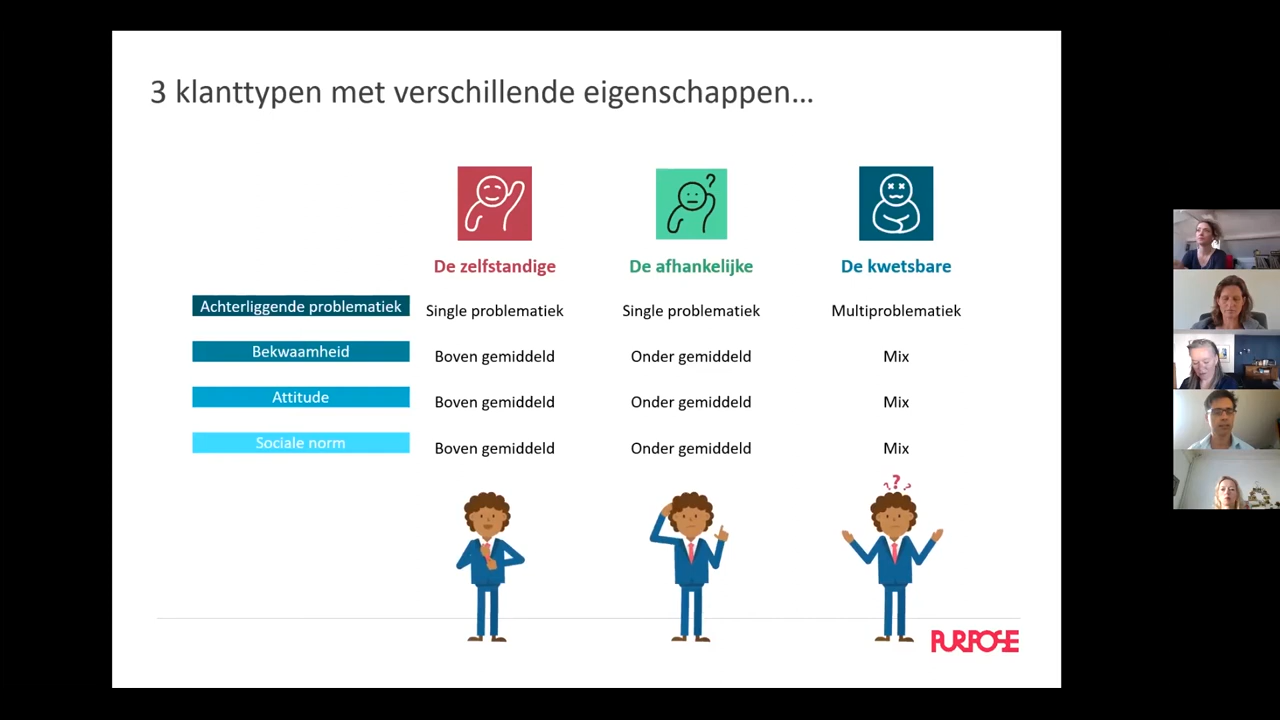 3 klanttypen met verschillende eigenschappen...
?
De zelfstandige De afhankelijke De kwetsbare
Achterliggende problematiek Single problematiek Single problematiek Multiproblematiek
Bekwaamheid Boven gemiddeld Onder gemiddeld Mix
Attitude Boven gemiddeld Onder gemiddeld Mix
Sociale norm Boven gemiddeld Onder gemiddeld Mix
???
PURPOSE